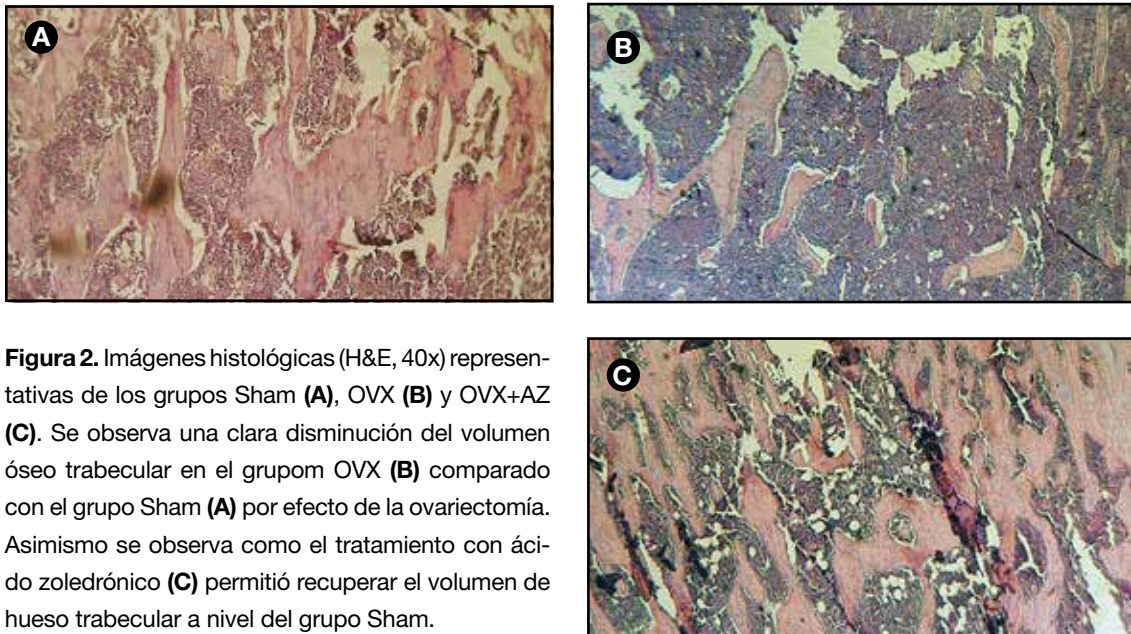 A
B
Figura 2. Imágenes histológicas (H&E, 40x) represen-
tativas de los grupos Sham (A), OVX (B) y OVX+AZ
(C). Se observa una clara disminución del volumen
óseo trabecular en el grupom OVX (B) comparado
con el grupo Sham (A) por efecto de la ovariectomía.
Asimismo se observa como el tratamiento con áci-
do zoledrónico (C) permitió recuperar el volumen de
hueso trabecular a nivel del grupo Sham.
C